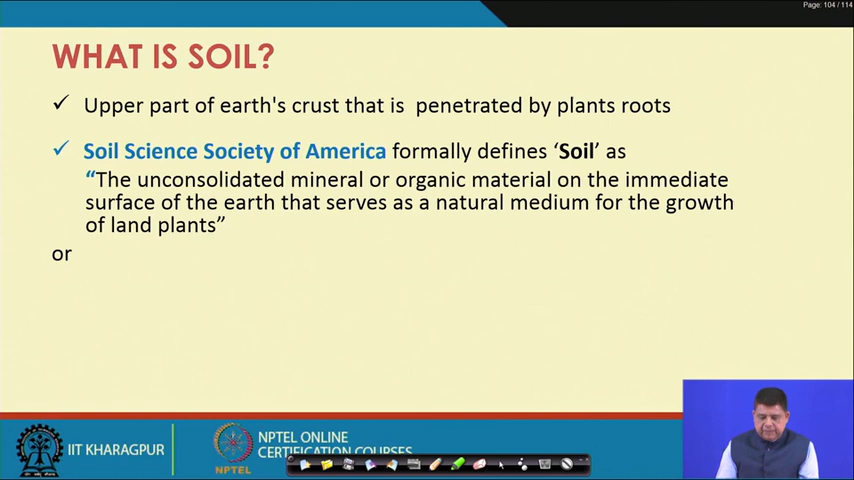 Page: 104 / 114
WHAT IS SOIL?
✓ Upper part of earth's crust that is penetrated by plants roots
✓ Soil Science Society of America formally defines ‘Soil’ as
“The unconsolidated mineral or organic material on the immediate
surface of the earth that serves as a natural medium for the growth
of land plants”
or
IIT KHARAGPUR
NPTEL
NPTEL ONLINE
CERTIFICATION COURSES